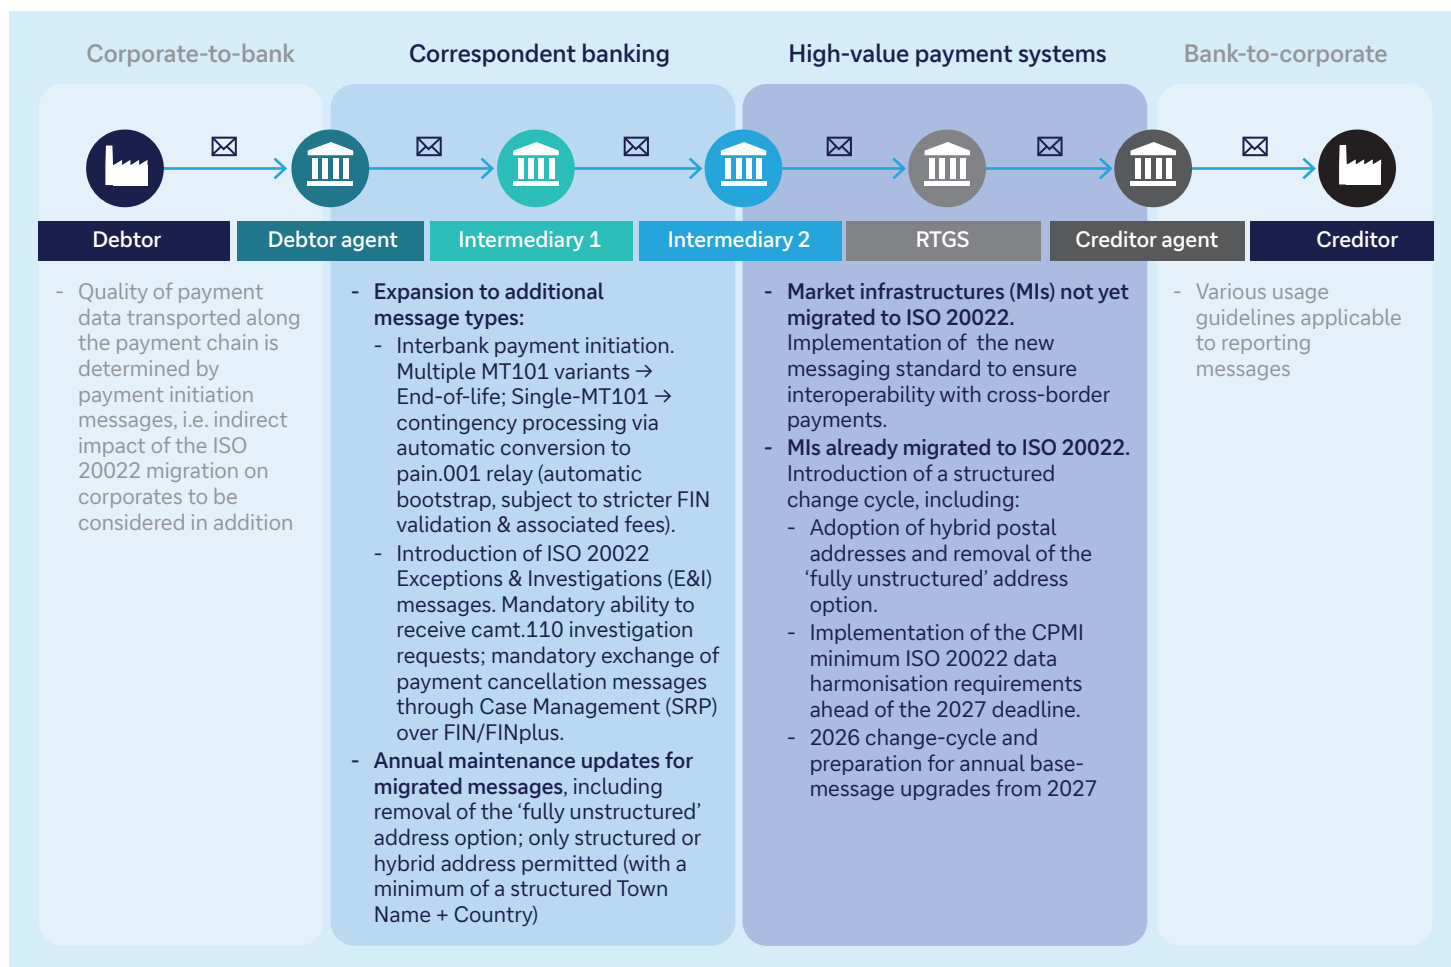 Corporate-to-bank
Correspondent banking
High-value payment systems
Bank-to-corporate
Debtor
Debtor agent
Intermediary 1
Intermediary 2
RTGS
Creditor agent
Creditor
- Quality of payment
data transported along
the payment chain is
determined by
payment initiation
messages, i.e. indirect
impact of the ISO
20022 migration on
corporates to be
considered in addition
- Expansion to additional
message types:
- Interbank payment initiation.
Multiple MT101 variants →
End-of-life; Single-MT101 →
contingency processing via
automatic conversion to
pain.001 relay (automatic
bootstrap, subject to stricter FIN
validation & associated fees).
- Introduction of ISO 20022
Exceptions & Investigations (E&I)
messages. Mandatory ability to
receive camt.110 investigation
requests; mandatory exchange of
payment cancellation messages
through Case Management (SRP)
over FIN/FINplus.
- Annual maintenance updates for
migrated messages, including
removal of the ‘fully unstructured’
address option; only structured or
hybrid address permitted (with a
minimum of a structured Town
Name + Country)
- Market infrastructures (MIs) not yet
migrated to ISO 20022.
Implementation of the new
messaging standard to ensure
interoperability with cross-border
payments.
- MIs already migrated to ISO 20022.
Introduction of a structured
change cycle, including:
- Adoption of hybrid postal
addresses and removal of the
‘fully unstructured’ address
option.
- Implementation of the CPMI
minimum ISO 20022 data
harmonisation requirements
ahead of the 2027 deadline.
- 2026 change-cycle and
preparation for annual base-
message upgrades from 2027
- Various usage
guidelines applicable
to reporting
messages